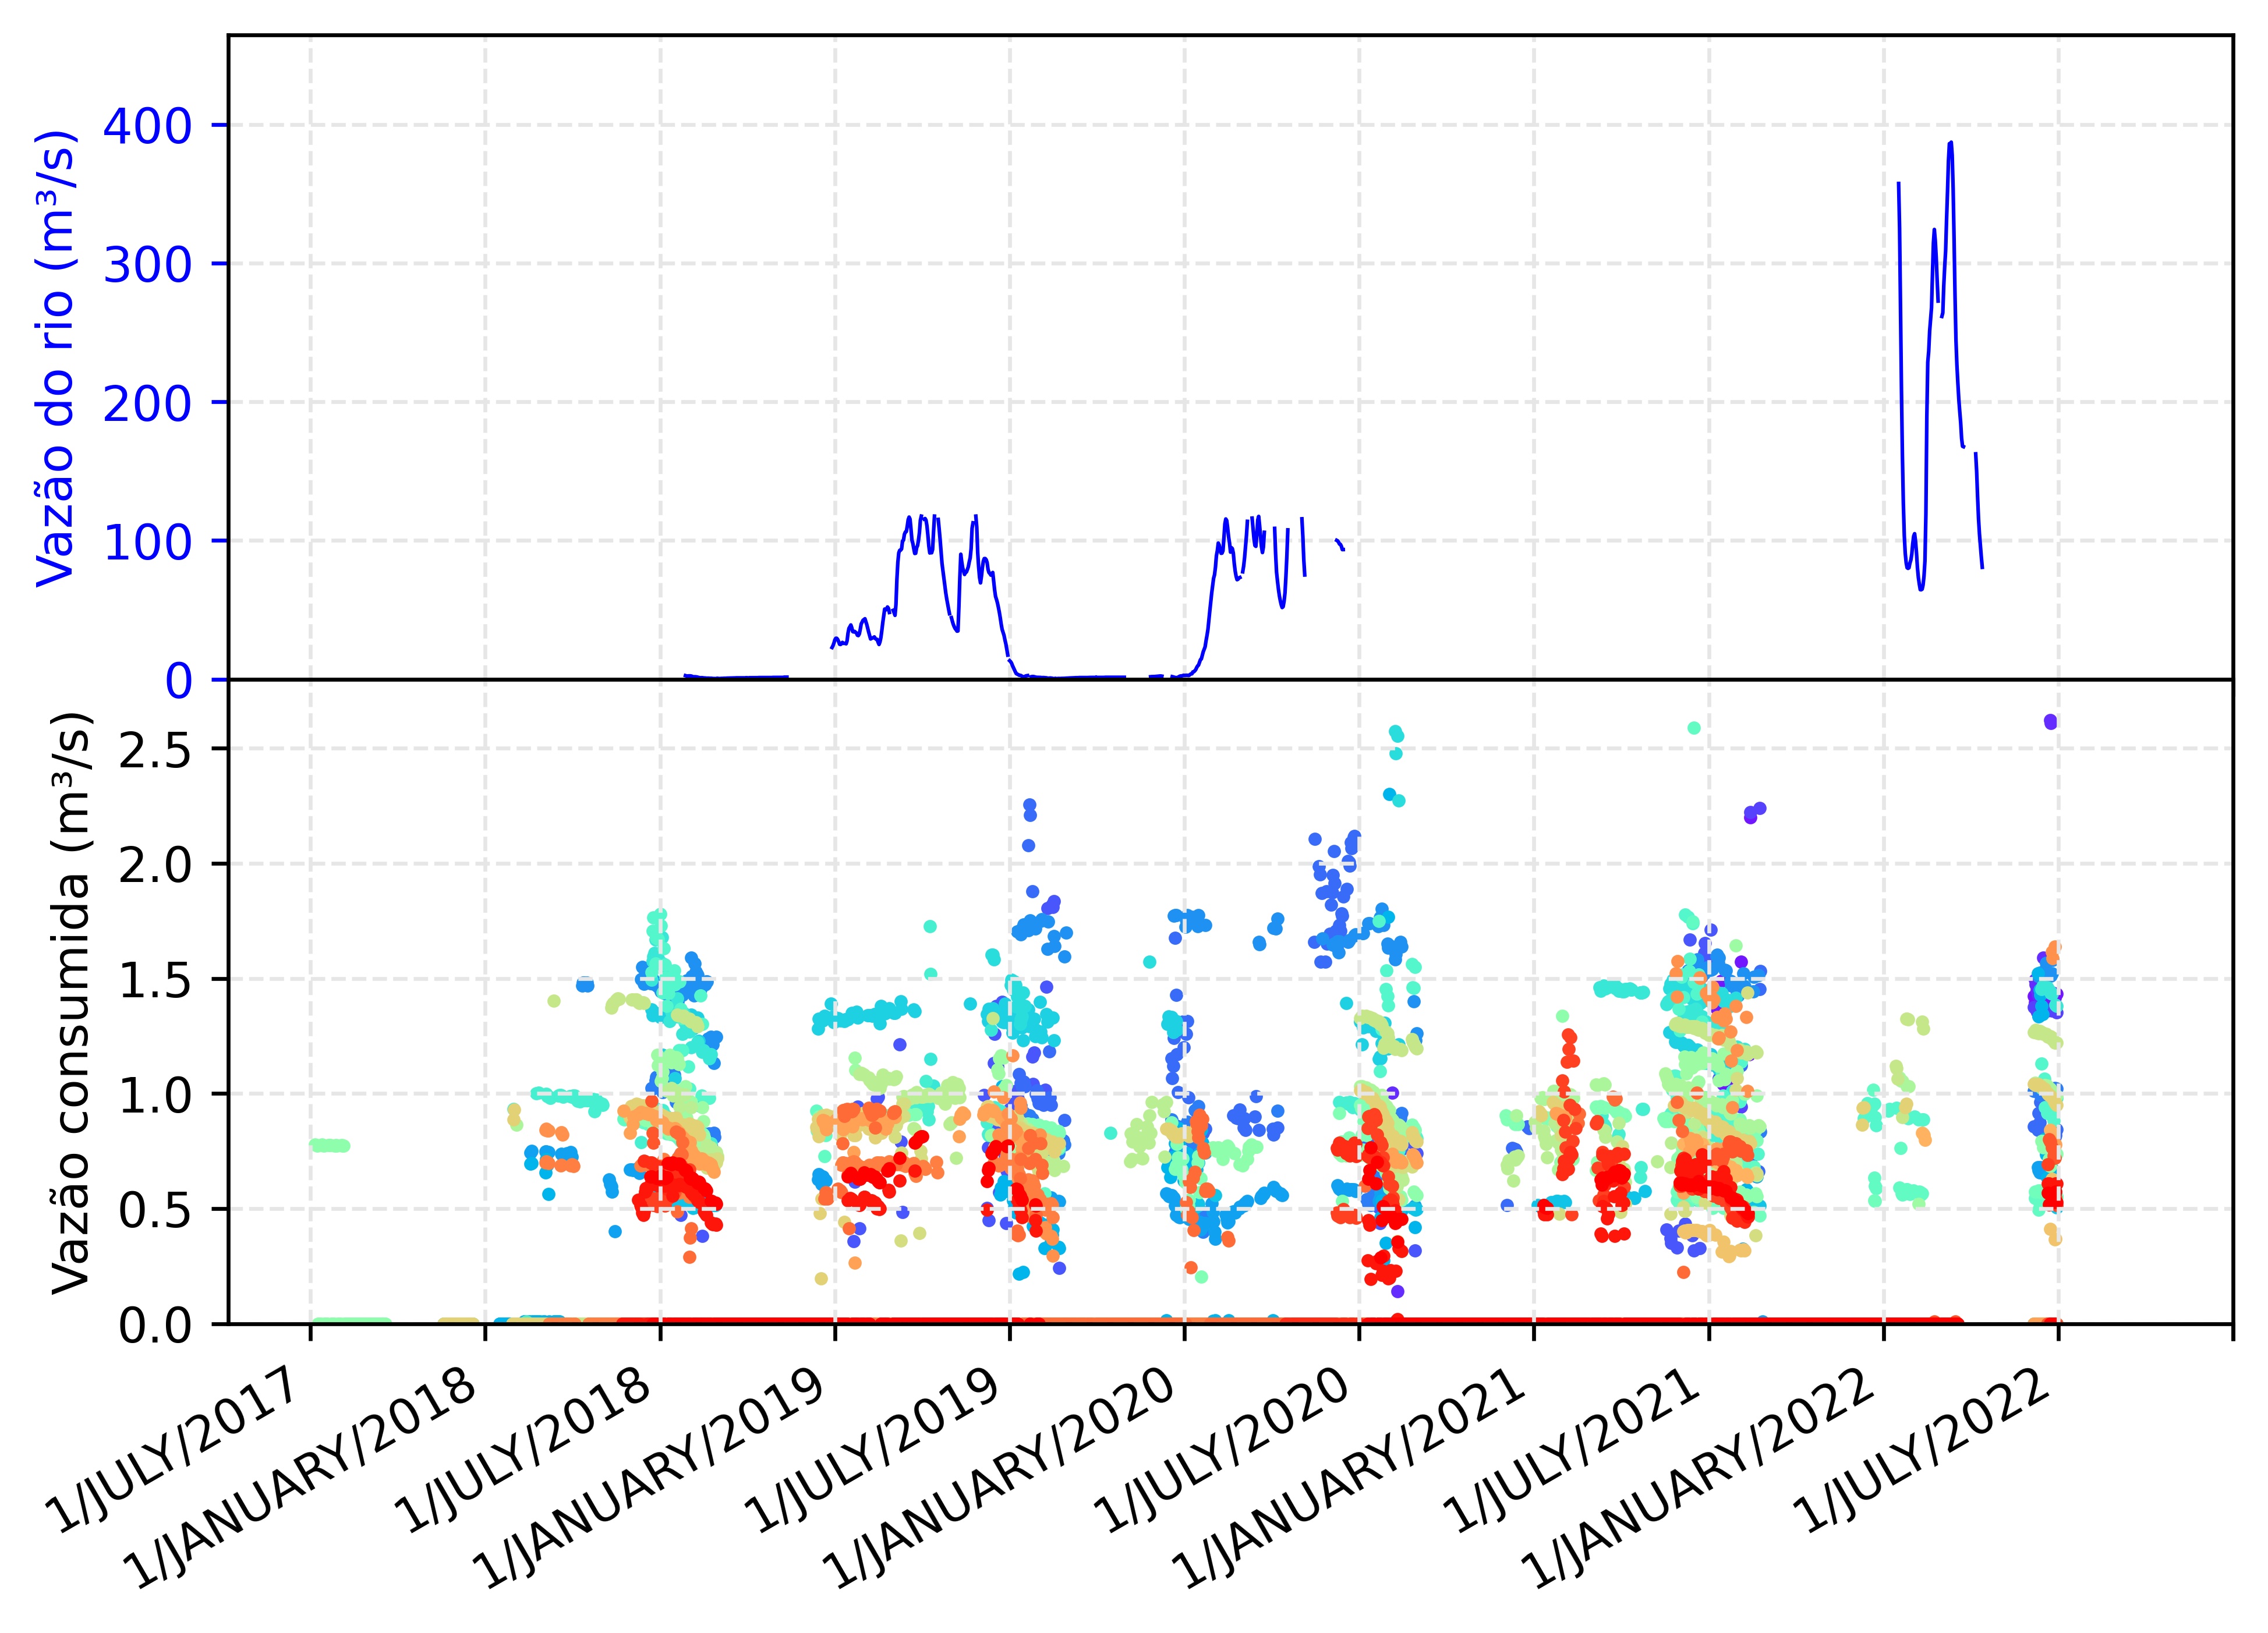 Vazão do rio (m³/s)
400
300
200
100
0
Vazão consumida (m³/s)
2.5
2.0
1.5
1.0
0.5
0.0
1/JULY/2017
1/JANUARY/2018
1/JULY/2018
1/JANUARY/2019
1/JULY/2019
1/JANUARY/2020
1/JULY/2020
1/JANUARY/2021
1/JULY/2021
1/JANUARY/2022
1/JULY/2022